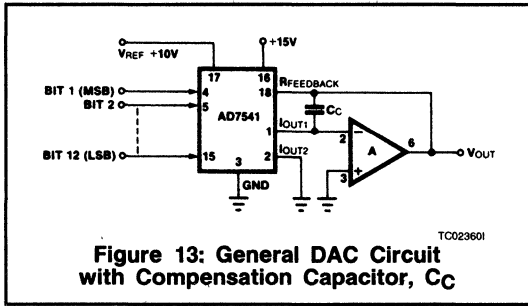 VREF +10V
+15V
17
16
BIT 1 (MSB)
4
RFEEDBACK
18
BIT 2
5
AD7541
CC
IOUT1
1
2
6
A
VOUT
BIT 12 (LSB)
15
3
2
IOUT2
3
GND
TC02360I
Figure 13: General DAC Circuit
with Compensation Capacitor, CC